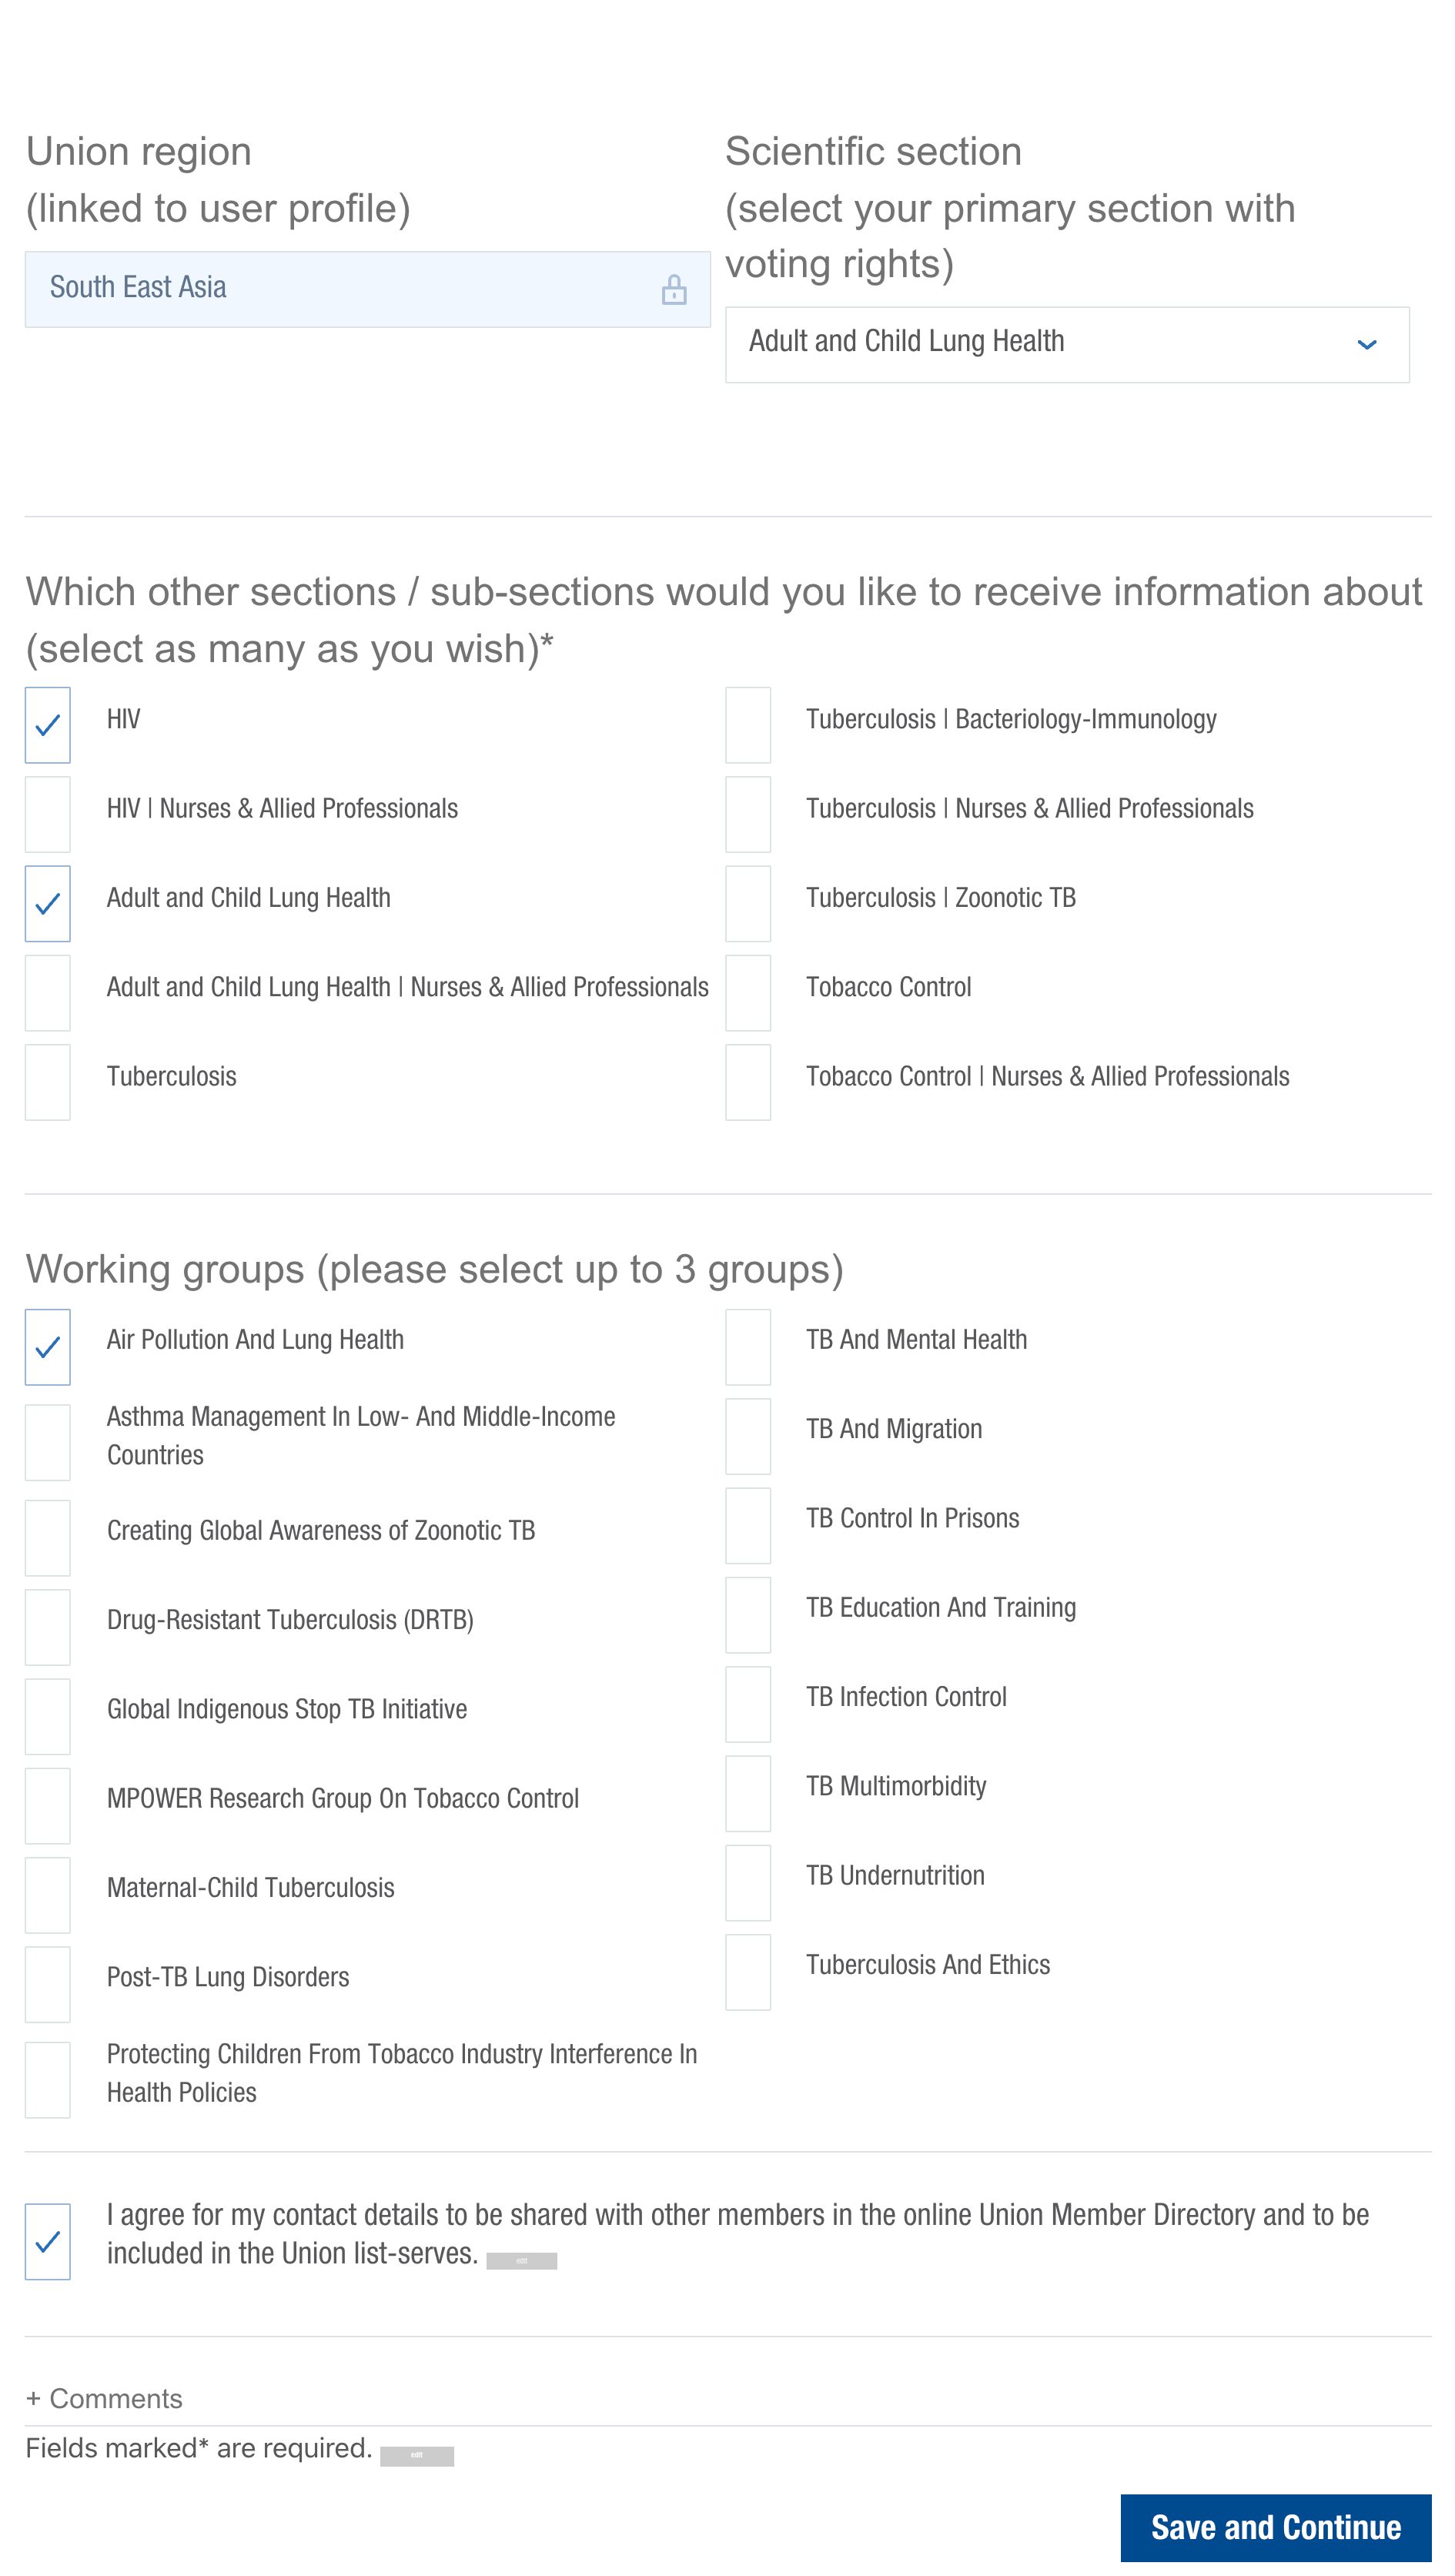 Union region
(linked to user profile)
South East Asia
Scientific section
(select your primary section with
voting rights)
Adult and Child Lung Health
Which other sections / sub-sections would you like to receive information about
(select as many as you wish)*
HIV
HIV | Nurses & Allied Professionals
Adult and Child Lung Health
Adult and Child Lung Health | Nurses & Allied Professionals
Tuberculosis
Tuberculosis | Bacteriology-Immunology
Tuberculosis | Nurses & Allied Professionals
Tuberculosis | Zoonotic TB
Tobacco Control
Tobacco Control | Nurses & Allied Professionals
Working groups (please select up to 3 groups)
Air Pollution And Lung Health
Asthma Management In Low- And Middle-Income
Countries
Creating Global Awareness of Zoonotic TB
Drug-Resistant Tuberculosis (DRTB)
Global Indigenous Stop TB Initiative
MPOWER Research Group On Tobacco Control
Maternal-Child Tuberculosis
Post-TB Lung Disorders
Protecting Children From Tobacco Industry Interference In
Health Policies
TB And Mental Health
TB And Migration
TB Control In Prisons
TB Education And Training
TB Infection Control
TB Multimorbidity
TB Undernutrition
Tuberculosis And Ethics
I agree for my contact details to be shared with other members in the online Union Member Directory and to be
included in the Union list-serves. edit
+ Comments
Fields marked* are required. edit
Save and Continue